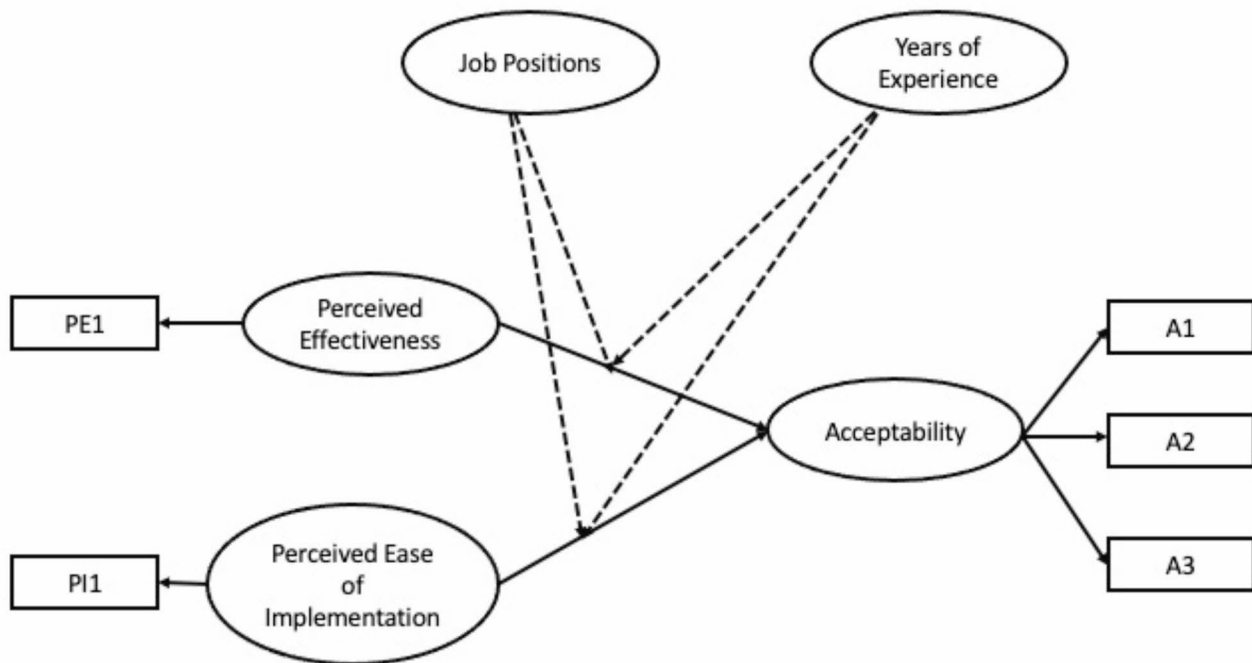 Job Positions
Years of
Experience
PE1
Perceived
Effectiveness
A1
Acceptability
A2
PI1
Perceived Ease
of
Implementation
A3